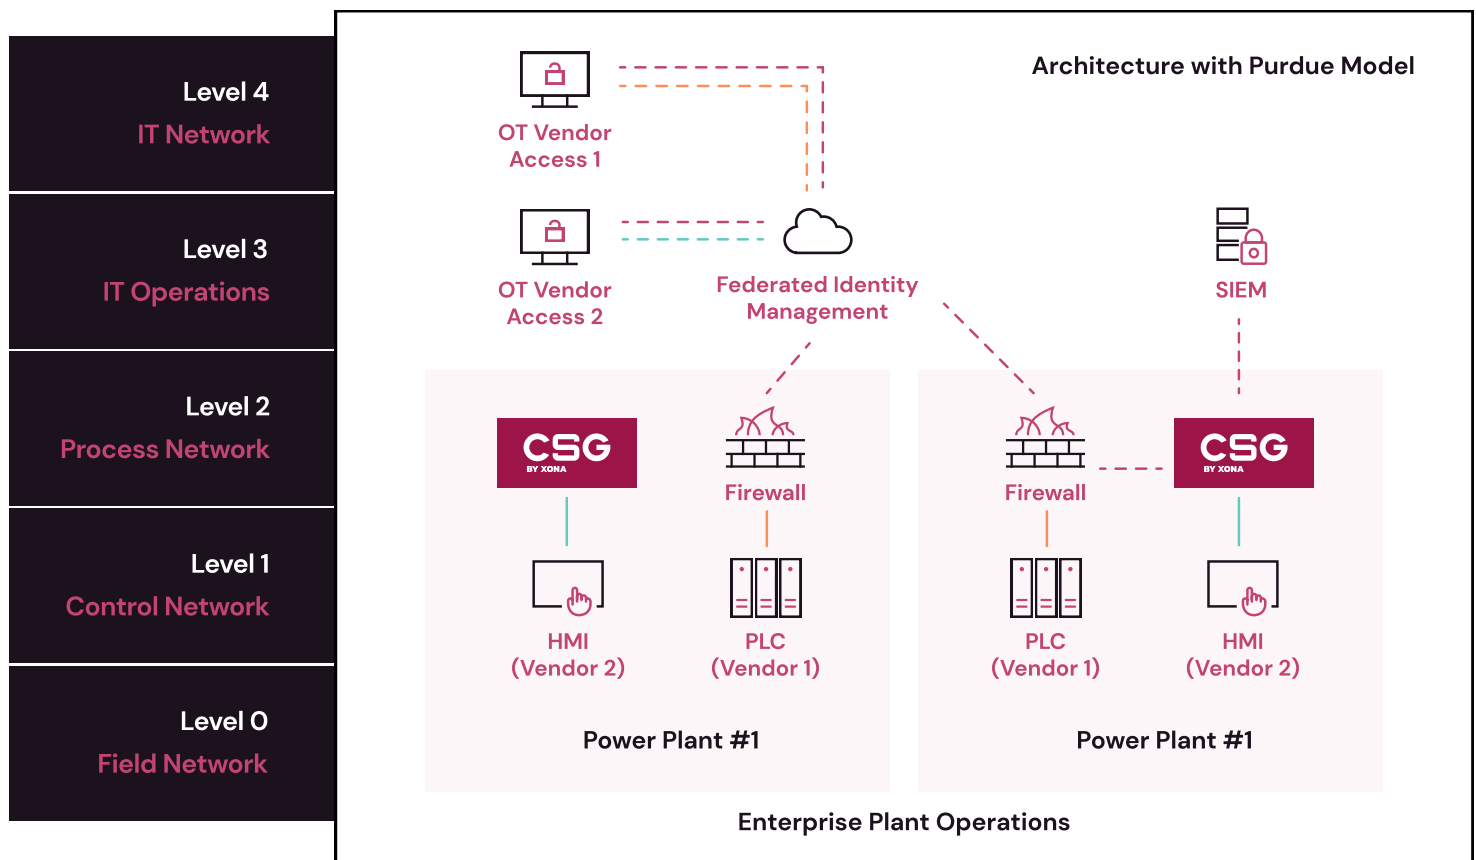 Architecture with Purdue Model
Level 4
IT Network
Level 3
IT Operations
Level 2
Process Network
Level 1
Control Network
Level 0
Field Network
OT Vendor
Access 1
OT Vendor
Access 2
Federated Identity
Management
SIEM
CSG
BY XONA
Firewall
Firewall
CSG
BY XONA
HMI
(Vendor 2)
PLC
(Vendor 1)
PLC
(Vendor 1)
HMI
(Vendor 2)
Power Plant #1
Power Plant #1
Enterprise Plant Operations